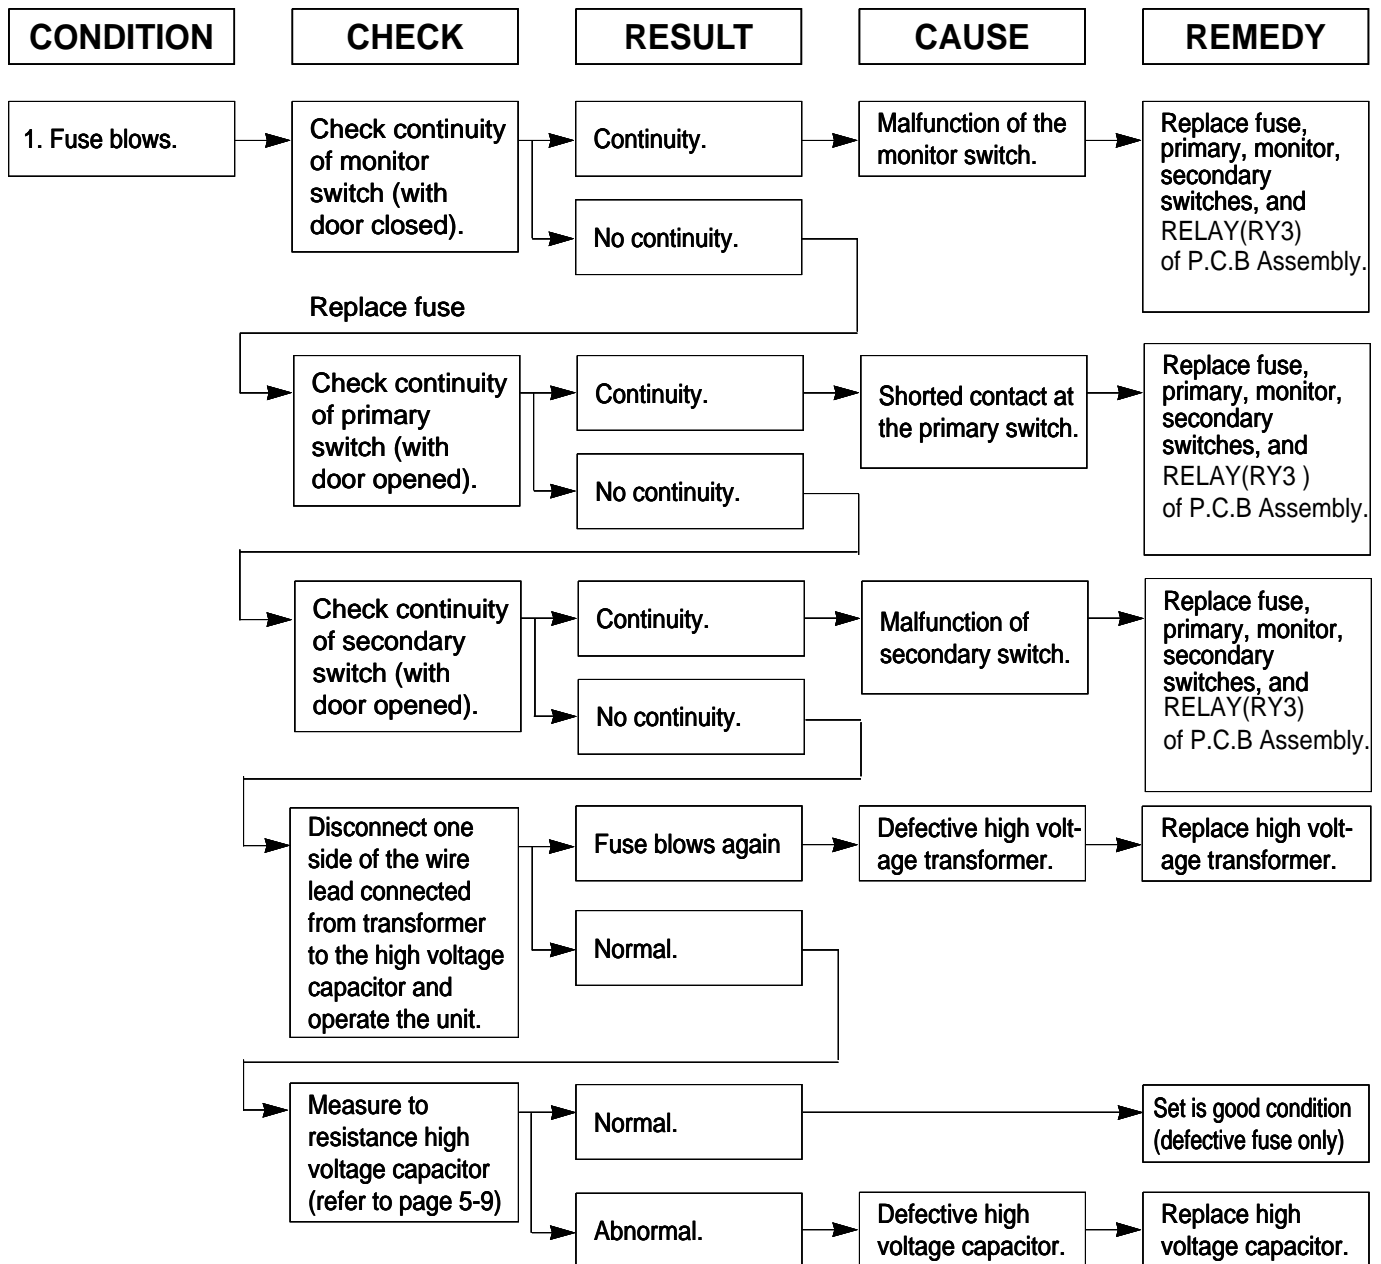 CONDITION
CHECK
RESULT
CAUSE
REMEDY
1. Fuse blows.
Check continuity
of monitor
switch (with
door closed).
Continuity.
Malfunction of the
monitor switch.
Replace fuse,
primary, monitor,
secondary
switches, and
RELAY(RY3)
of P.C.B Assembly.
No continuity.
Replace fuse
Check continuity
of primary
switch (with
door opened).
Continuity.
Shorted contact at
the primary switch.
Replace fuse,
primary, monitor,
secondary
switches, and
RELAY(RY3 )
of P.C.B Assembly.
No continuity.
Check continuity
of secondary
switch (with
door opened).
Continuity.
Malfunction of
secondary switch.
Replace fuse,
primary, monitor,
secondary
switches, and
RELAY(RY3)
of P.C.B Assembly.
No continuity.
Disconnect one
side of the wire
lead connected
from transformer
to the high voltage
capacitor and
operate the unit.
Fuse blows again
Defective high volt-
age transformer.
Replace high volt-
age transformer.
Normal.
Measure to
resistance high
voltage capacitor
(refer to page 5-9)
Normal.
Set is good condition
(defective fuse only)
Abnormal.
Defective high
voltage capacitor.
Replace high
voltage capacitor.